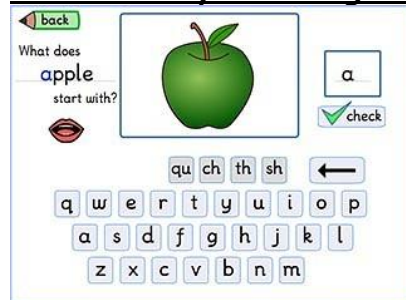 back
What does
apple
start with?
a
check
qu ch th sh
q w e r t y u i o p
a s d f g h j k l
z x c v b n m